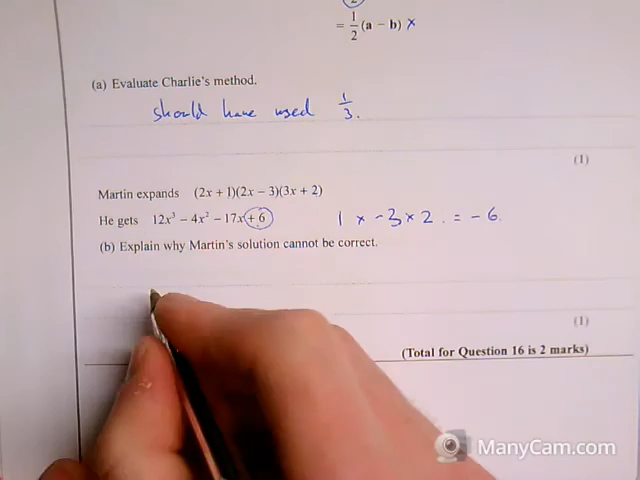 2
= 1/2 (a − b) ×
(a) Evaluate Charlie's method.
should have used 1/3.
(1)
Martin expands (2x + 1)(2x − 3)(3x + 2)
He gets 12x³ − 4x² − 17x + 6 1 × -3 × 2 . = - 6.
(b) Explain why Martin's solution cannot be correct.
(1)
(Total for Question 16 is 2 marks)
ManyCam.com